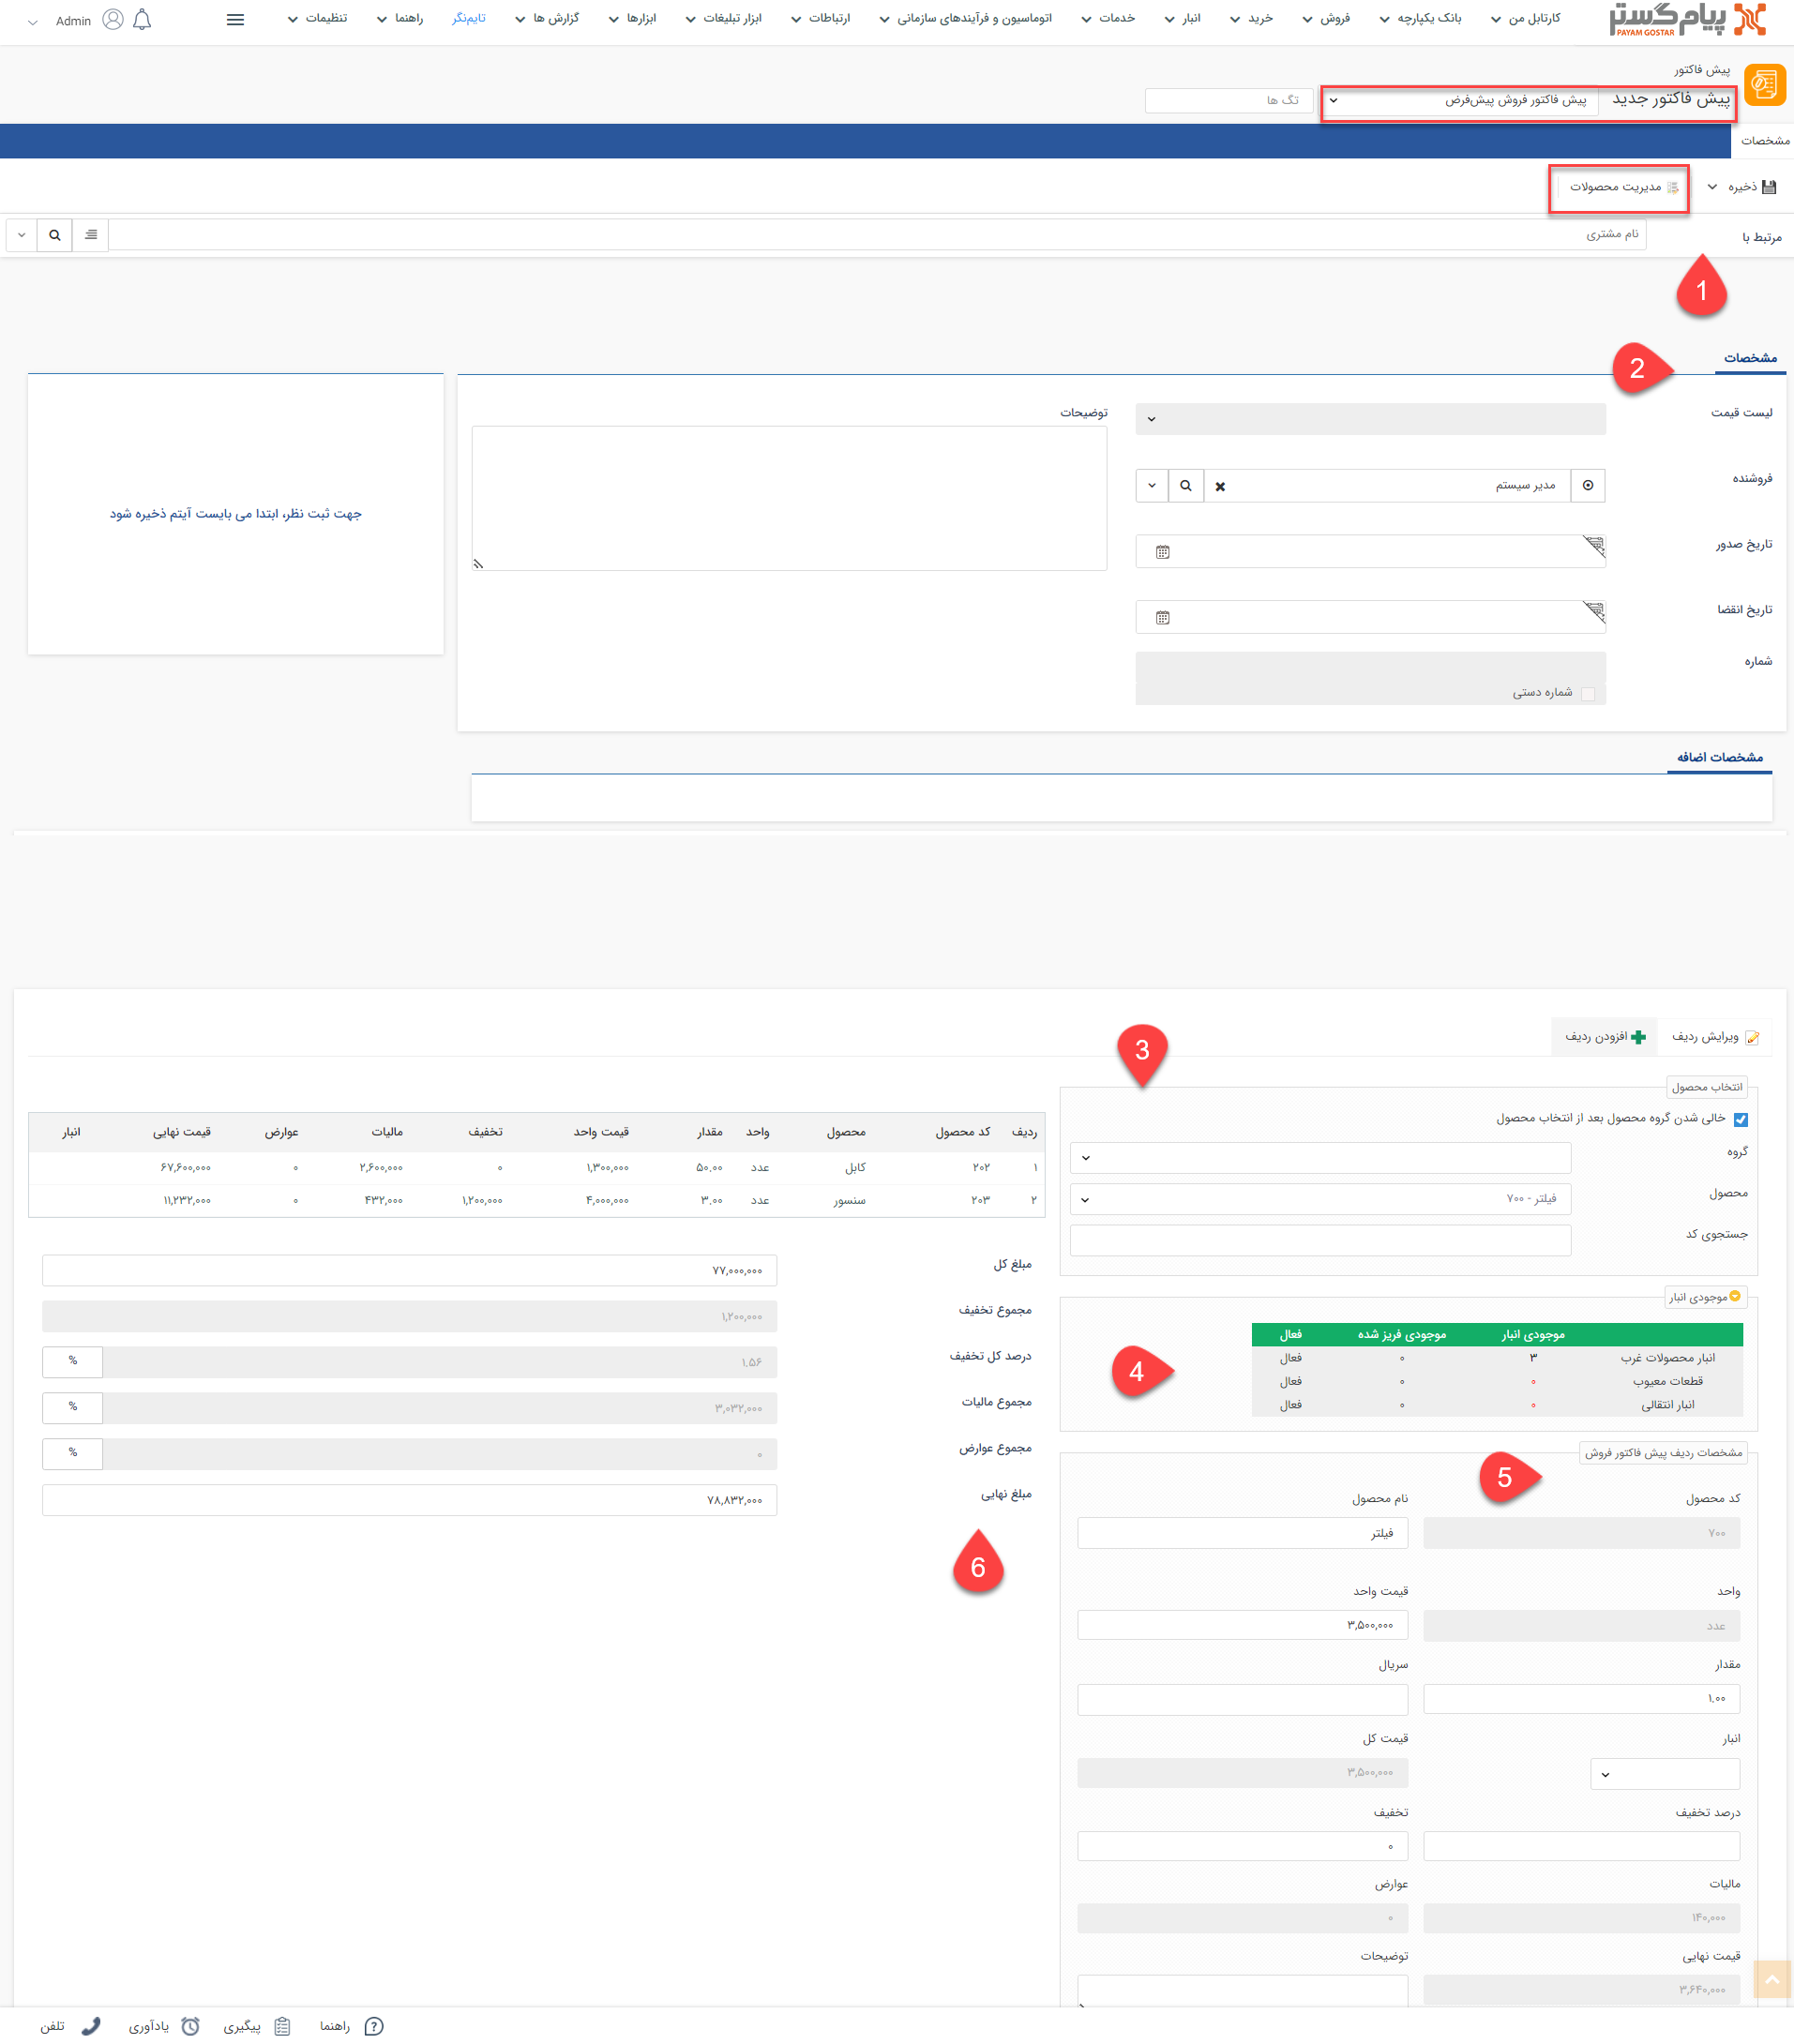 پیام گستر
PAYAM GOSTAR
کارتابل من
بانک یکپارچه
فروش
خرید
انبار
خدمات
اتوماسیون و فرآیندهای سازمانی
ارتباطات
ابزار تبلیغات
ابزارها
گزارش ها
تایم‌نگر
راهنما
تنظیمات
Admin
پیش فاکتور
پیش فاکتور جدید
پیش فاکتور فروش پیش‌فرض
تگ ها
مشخصات
ذخیره
مدیریت محصولات
مرتبط با
نام مشتری
1
مشخصات
2
لیست قیمت
توضیحات
فروشنده
مدیر سیستم
جهت ثبت نظر، ابتدا می بایست آیتم ذخیره شود
تاریخ صدور
تاریخ انقضا
شماره
شماره دستی
مشخصات اضافه
ویرایش ردیف
افزودن ردیف
3
انتخاب محصول
خالی شدن گروه محصول بعد از انتخاب محصول
گروه
محصول
فیلتر - ۷۰۰
جستجوی کد
موجودی انبار
موجودی انبار موجودی فریز شده فعال
انبار محصولات غرب ۳ ۰ فعال
قطعات معیوب ۰ ۰ فعال
انبار انتقالی ۰ ۰ فعال
4
مشخصات ردیف پیش فاکتور فروش
5
کد محصول
نام محصول
۷۰۰
فیلتر
واحد
قیمت واحد
عدد
۳,۵۰۰,۰۰۰
مقدار
سریال
۱.۰۰
انبار
قیمت کل
۳,۵۰۰,۰۰۰
درصد تخفیف
تخفیف
۰
مالیات
عوارض
۱۴۰,۰۰۰
۰
قیمت نهایی
توضیحات
۳,۶۴۰,۰۰۰
ردیف کد محصول محصول واحد مقدار قیمت واحد تخفیف مالیات عوارض قیمت نهایی انبار
۱ ۲۰۲ کابل عدد ۵۰.۰۰ ۱,۳۰۰,۰۰۰ ۰ ۲,۶۰۰,۰۰۰ ۰ ۶۷,۶۰۰,۰۰۰
۲ ۲۰۳ سنسور عدد ۳.۰۰ ۴,۰۰۰,۰۰۰ ۱,۲۰۰,۰۰۰ ۴۳۲,۰۰۰ ۰ ۱۱,۲۳۲,۰۰۰
مبلغ کل
۷۷,۰۰۰,۰۰۰
مجموع تخفیف
۱,۲۰۰,۰۰۰
درصد کل تخفیف
۱.۵۶
%
مجموع مالیات
۳,۰۳۲,۰۰۰
%
مجموع عوارض
۰
%
مبلغ نهایی
۷۸,۸۳۲,۰۰۰
6
راهنما
پیگیری
یادآوری
تلفن